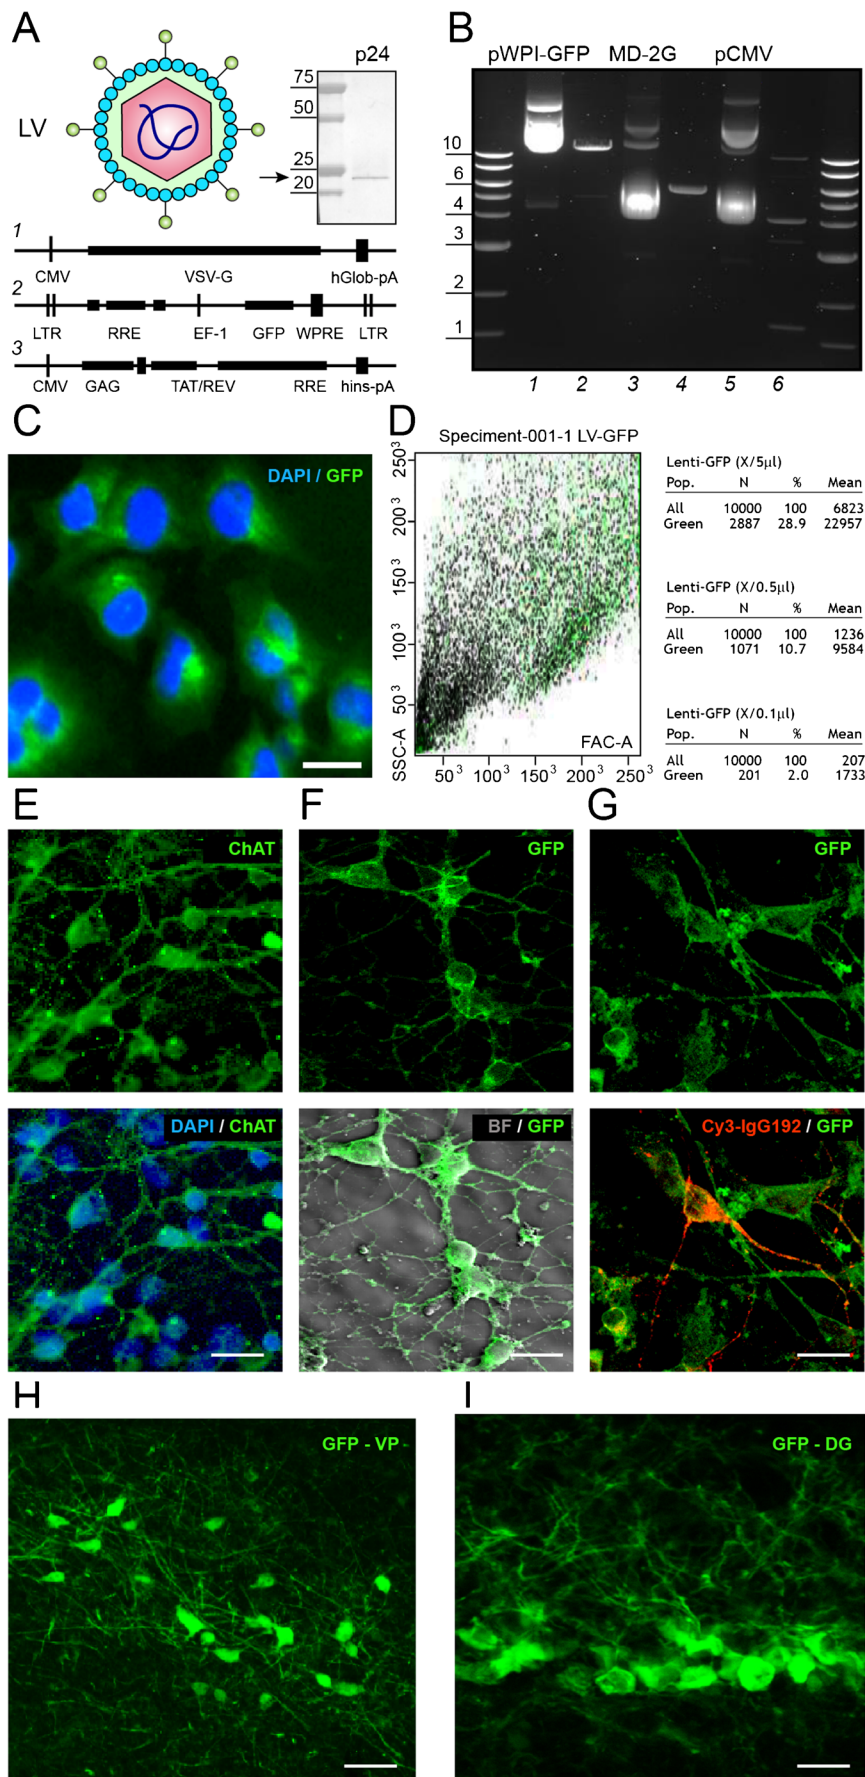 A
p24
LV
75
50
25
20
1
CMV VSV-G hGlob-pA
2
LTR RRE EF-1 GFP WPRE LTR
3
CMV GAG TAT/REV RRE hins-pA
B
pWPI-GFP MD-2G pCMV
10
6
4
3
2
1
1 2 3 4 5 6
C
DAPI / GFP
D
Speciment-001-1 LV-GFP
250³
200³
150³
100³
50³
SSC-A
FAC-A
50³ 100³ 150³ 200³ 250³
Lenti-GFP (X/5µl)
Pop. N % Mean
All 10000 100 6823
Green 2887 28.9 22957
Lenti-GFP (X/0.5µl)
Pop. N % Mean
All 10000 100 1236
Green 1071 10.7 9584
Lenti-GFP (X/0.1µl)
Pop. N % Mean
All 10000 100 207
Green 201 2.0 1733
E
ChAT
DAPI / ChAT
F
GFP
BF / GFP
G
GFP
Cy3-IgG192 / GFP
H
GFP - VP
I
GFP - DG